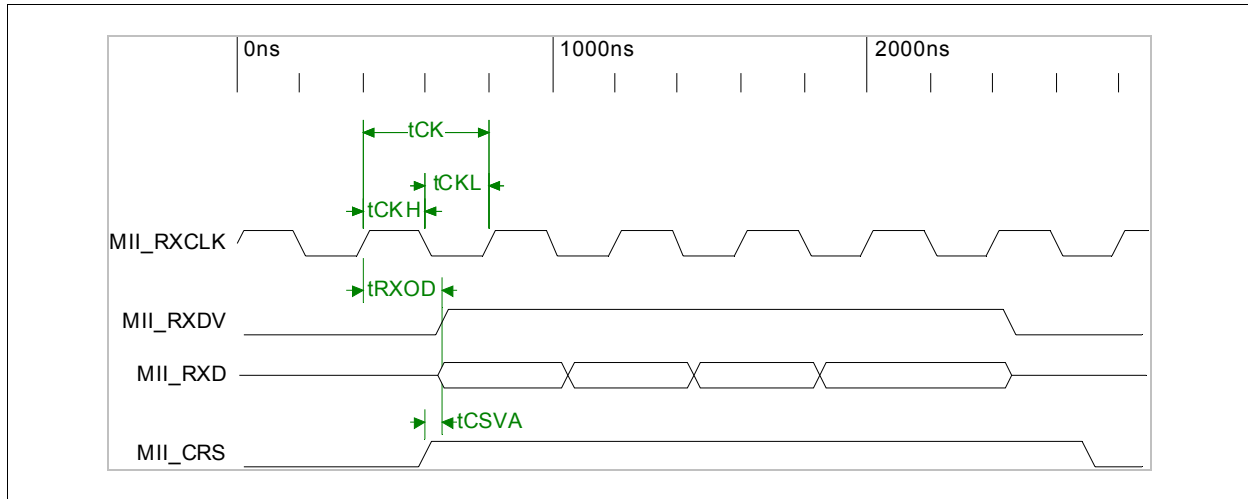 0ns 1000ns 2000ns
tCK
tCKL
tCKH
MII_RXCLK
tRXOD
MII_RXDV
MII_RXD
tCSVA
MII_CRS